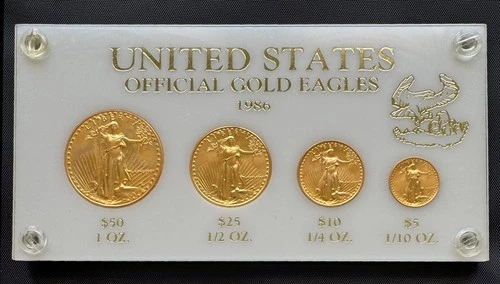 UNITED STATES
OFFICIAL GOLD EAGLES
1986
$50 $25 $10 $5
1 OZ. 1/2 OZ. 1/4 OZ. 1/10 OZ.